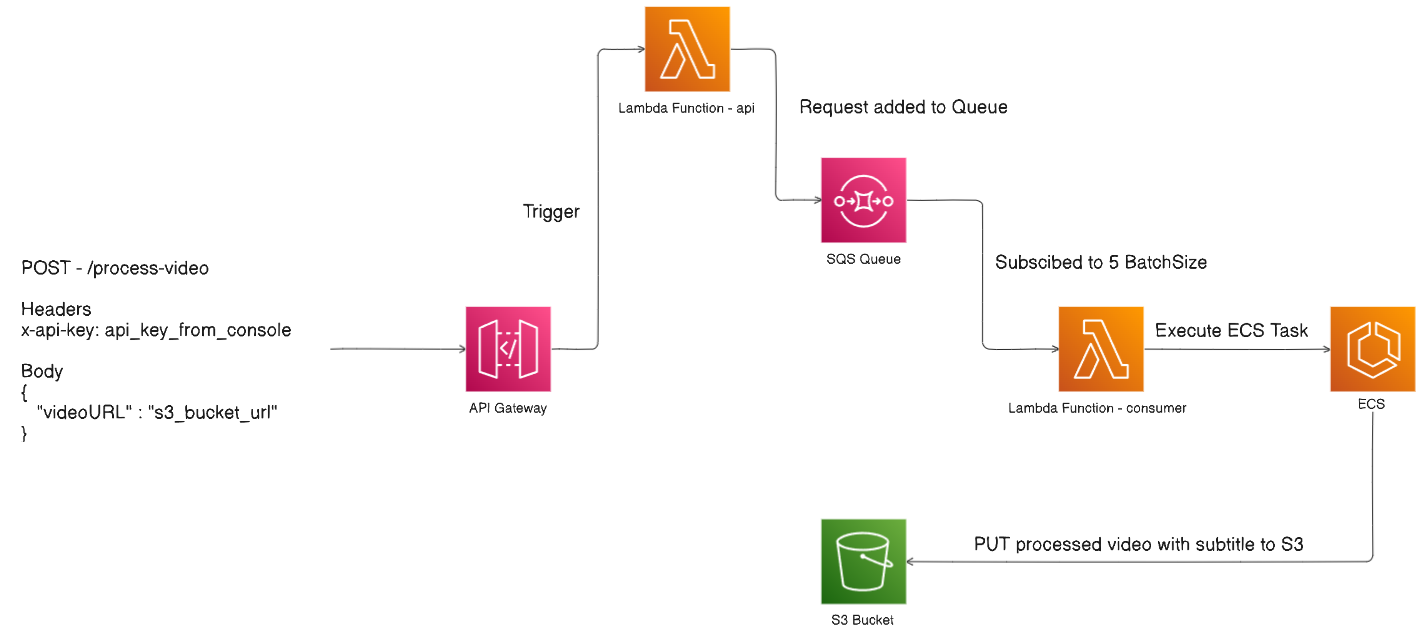 Lambda Function - api
Request added to Queue
Trigger
SQS Queue
POST - /process-video
Headers
x-api-key: api_key_from_console
Body
{
"videoURL" : "s3_bucket_url"
}
API Gateway
Subscibed to 5 BatchSize
Execute ECS Task
Lambda Function - consumer
ECS
PUT processed video with subtitle to S3
S3 Bucket